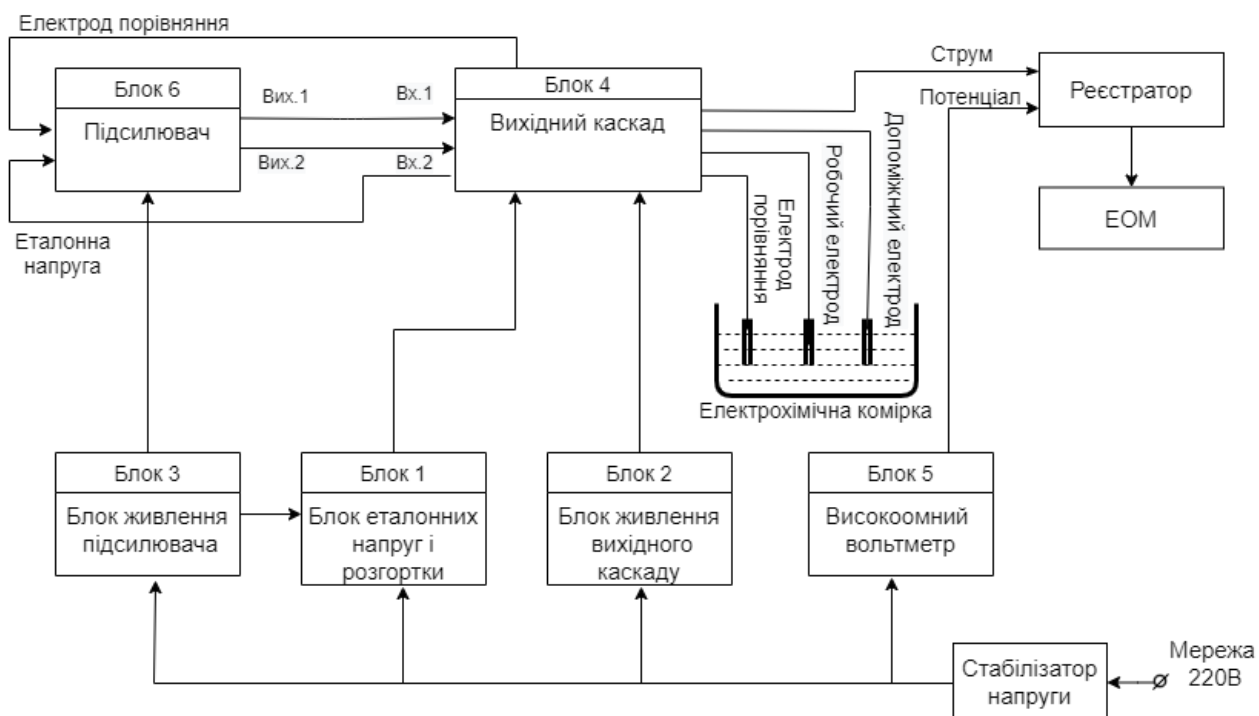 Електрод порівняння
Блок 6
Підсилювач
Вих.1
Вих.2
Вх.1
Вх.2
Блок 4
Вихідний каскад
Струм
Потенціал
Реєстратор
ЕОМ
Еталонна
напруга
Електрод
порівняння
Робочий електрод
Допоміжний електрод
Електрохімічна комірка
Блок 3
Блок живлення
підсилювача
Блок 1
Блок еталонних
напруг і
розгортки
Блок 2
Блок живлення
вихідного
каскаду
Блок 5
Високоомний
вольтметр
Стабілізатор
напруги
Мережа
220В